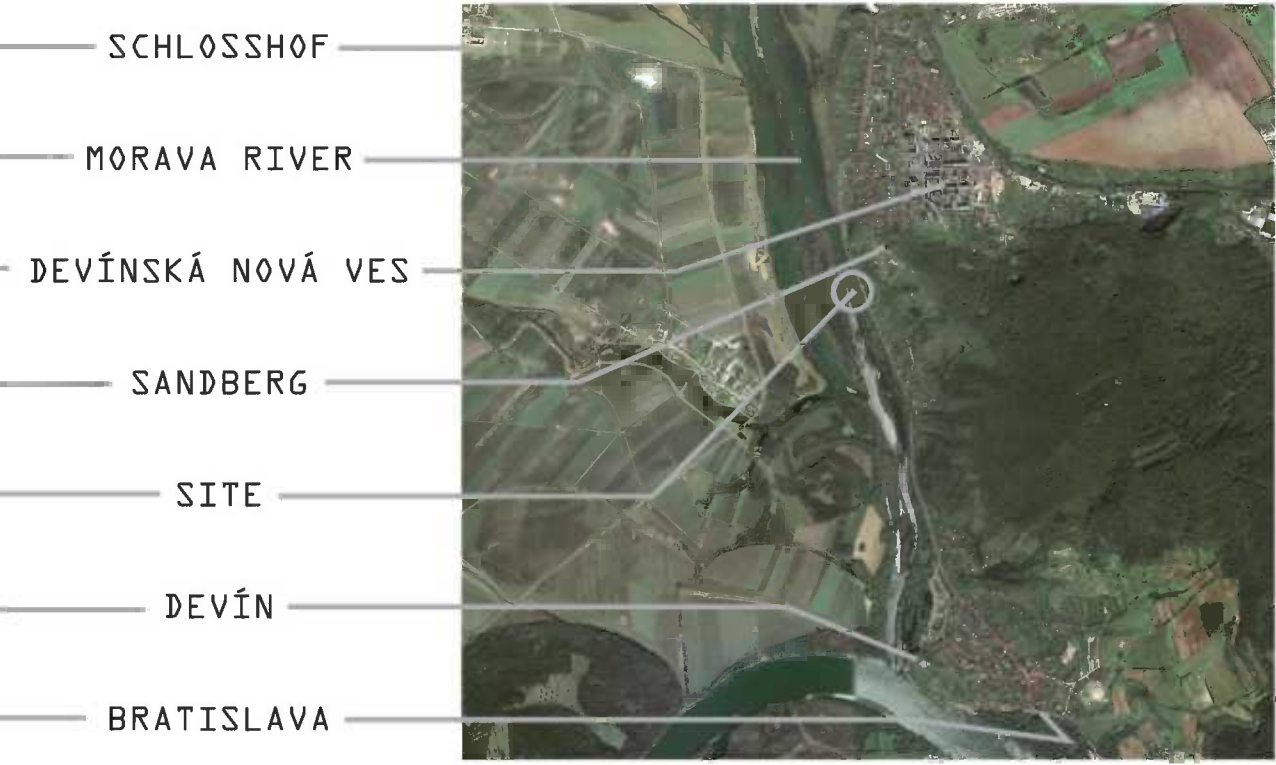 SCHLOSSHOF
MORAVA RIVER
DEVÍNSKÁ NOVÁ VES
SANDBERG
SITE
DEVÍN
BRATISLAVA